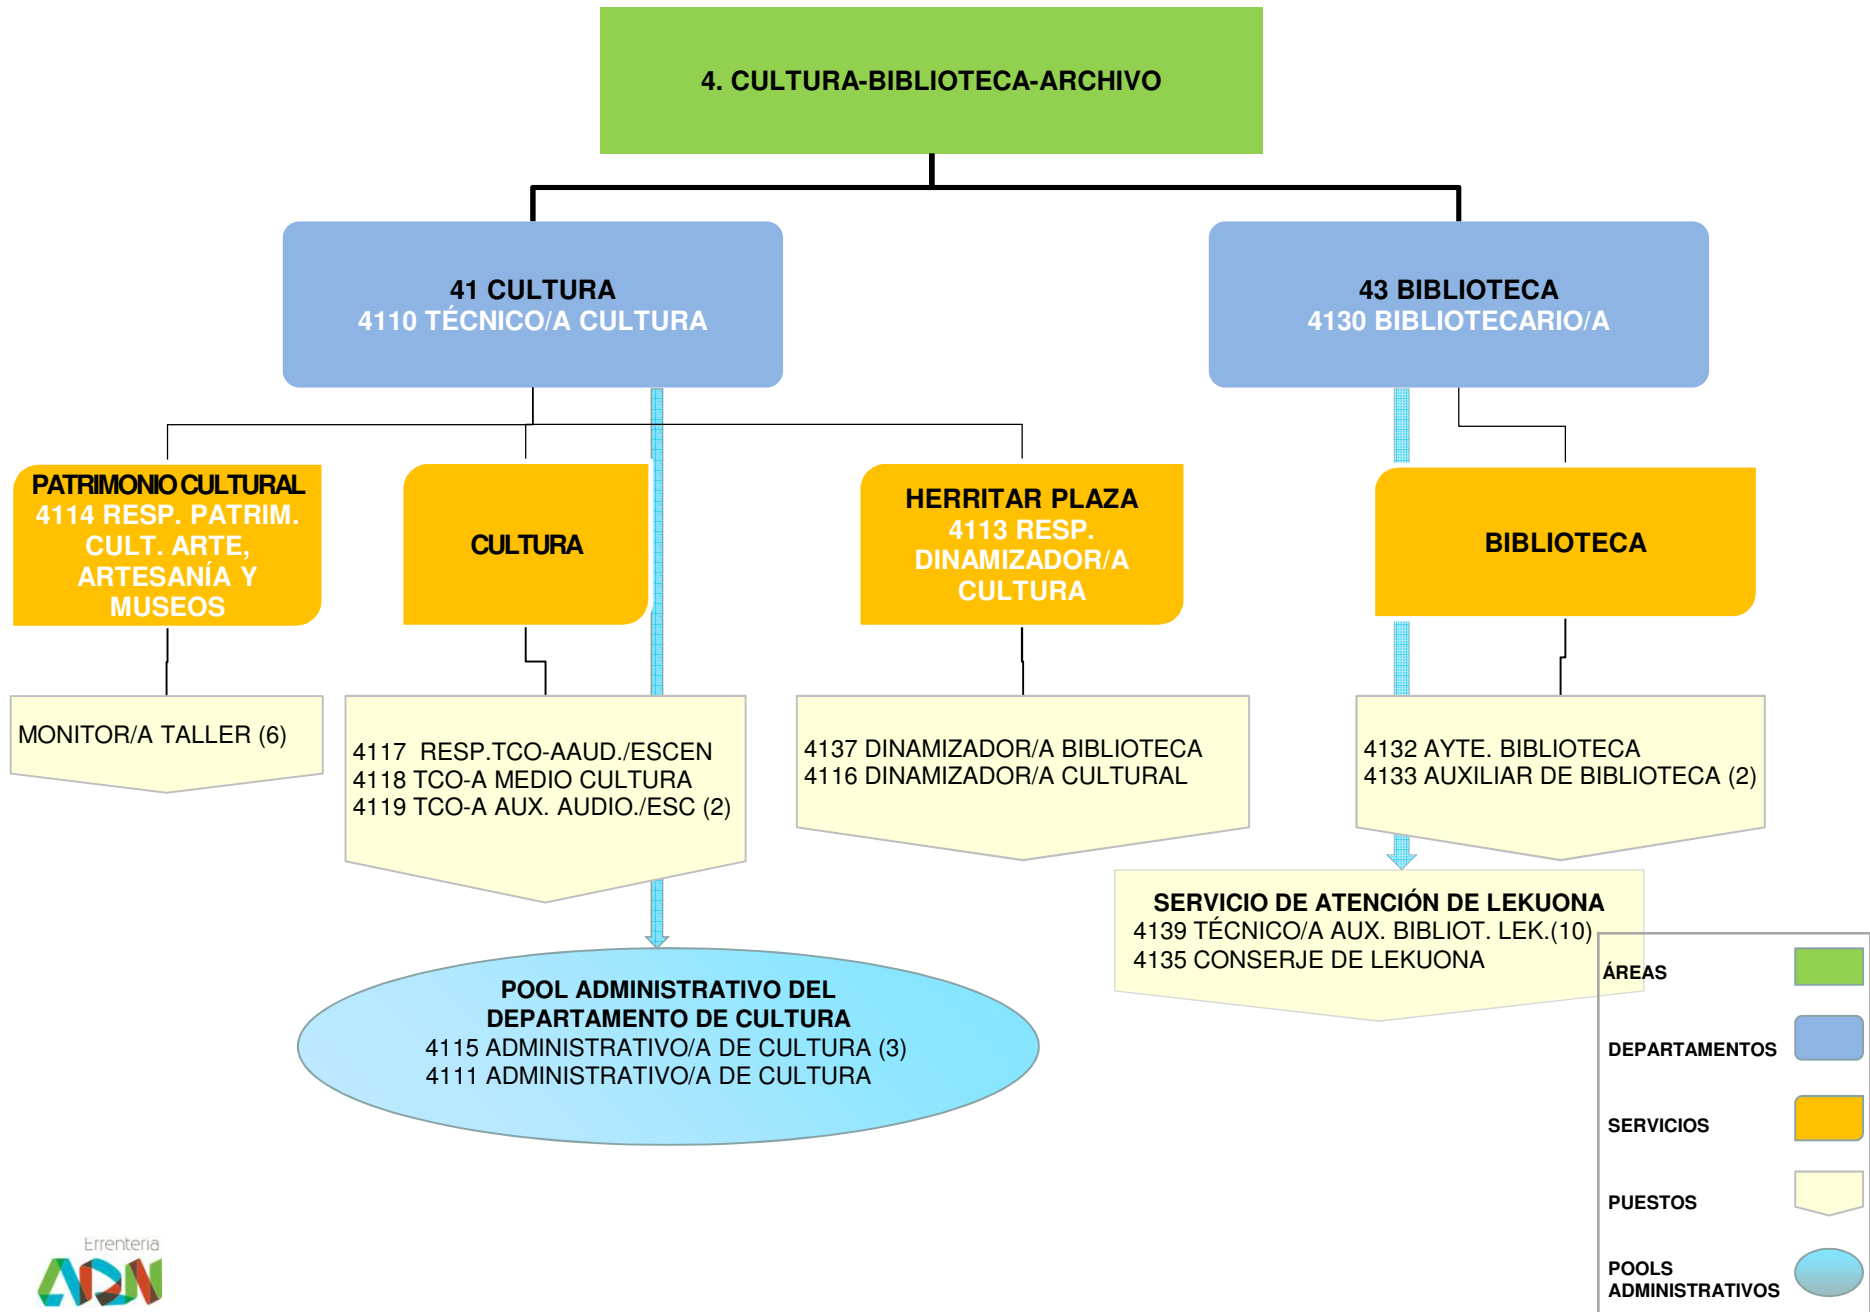 4. CULTURA-BIBLIOTECA-ARCHIVO
41 CULTURA
4110 TÉCNICO/A CULTURA
43 BIBLIOTECA
4130 BIBLIOTECARIO/A
PATRIMONIO CULTURAL
4114 RESP. PATRIM.
CULT. ARTE,
ARTESANÍA Y
MUSEOS
CULTURA
HERRITAR PLAZA
4113 RESP.
DINAMIZADOR/A
CULTURA
BIBLIOTECA
MONITOR/A TALLER (6)
4117 RESP.TCO-AAUD./ESCEN
4118 TCO-A MEDIO CULTURA
4119 TCO-A AUX. AUDIO./ESC (2)
4137 DINAMIZADOR/A BIBLIOTECA
4116 DINAMIZADOR/A CULTURAL
4132 AYTE. BIBLIOTECA
4133 AUXILIAR DE BIBLIOTECA (2)
SERVICIO DE ATENCIÓN DE LEKUONA
4139 TÉCNICO/A AUX. BIBLIOT. LEK.(10)
4135 CONSERJE DE LEKUONA
POOL ADMINISTRATIVO DEL
DEPARTAMENTO DE CULTURA
4115 ADMINISTRATIVO/A DE CULTURA (3)
4111 ADMINISTRATIVO/A DE CULTURA
ÁREAS
DEPARTAMENTOS
SERVICIOS
PUESTOS
POOLS
ADMINISTRATIVOS
Errenteria
ADN